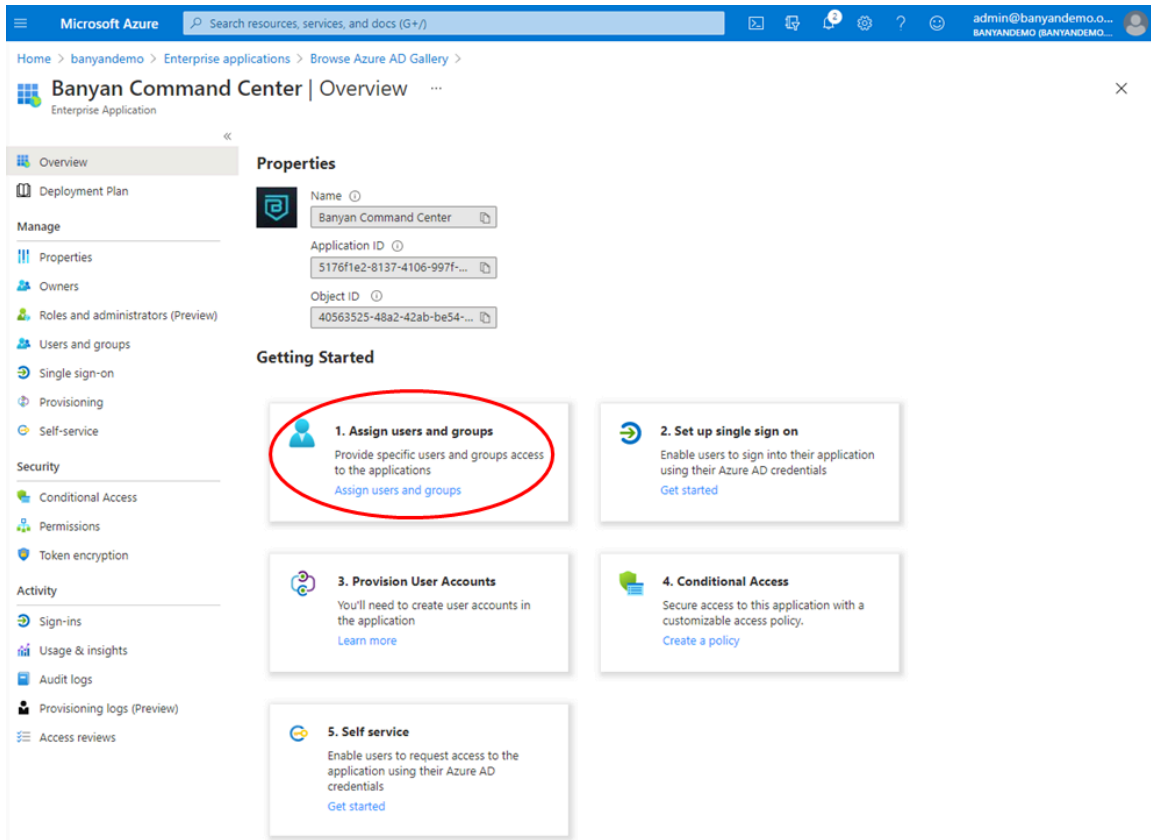 Microsoft Azure
Search resources, services, and docs (G+/)
2
admin@banyandemo.o...
BANYANDEMO (BANYANDEMO...
Home > banyandemo > Enterprise applications > Browse Azure AD Gallery >
Banyan Command Center | Overview ...
Enterprise Application
«
Overview
Deployment Plan
Manage
Properties
Owners
Roles and administrators (Preview)
Users and groups
Single sign-on
Provisioning
Self-service
Security
Conditional Access
Permissions
Token encryption
Activity
Sign-ins
Usage & insights
Audit logs
Provisioning logs (Preview)
Access reviews
Properties
Name
Banyan Command Center
Application ID
5176f1e2-8137-4106-997f-...
Object ID
40563525-48a2-42ab-be54-...
Getting Started
1. Assign users and groups
Provide specific users and groups access
to the applications
Assign users and groups
2. Set up single sign on
Enable users to sign into their application
using their Azure AD credentials
Get started
3. Provision User Accounts
You'll need to create user accounts in
the application
Learn more
4. Conditional Access
Secure access to this application with a
customizable access policy.
Create a policy
5. Self service
Enable users to request access to the
application using their Azure AD
credentials
Get started